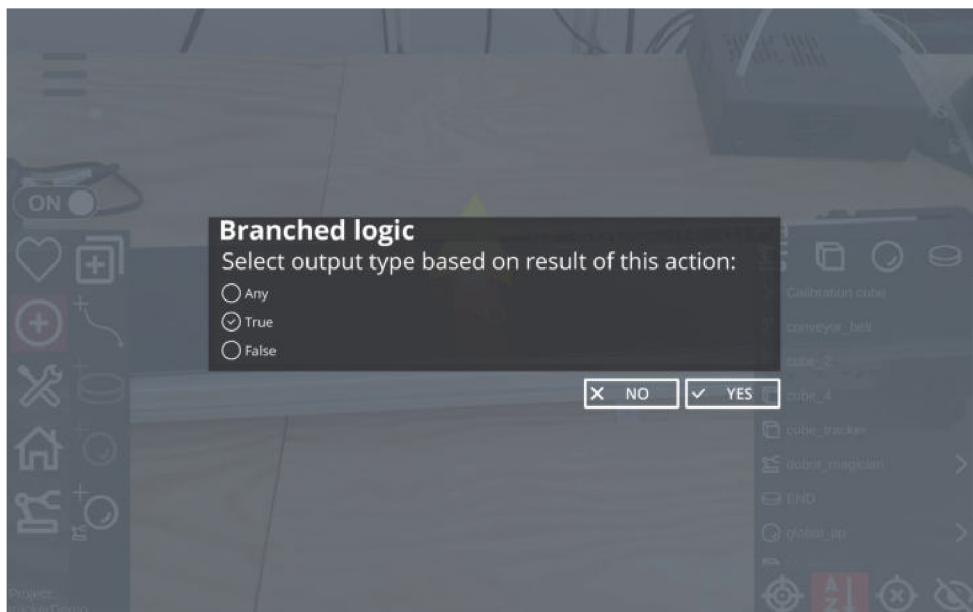 ON
Branched logic
Select output type based on result of this action:
Any
True
False
NO
YES
Calibration cube
conveyor_belt
cube_2
cube_4
cube_tracker
dobot_magician
END
global_ap
A
Z
Project:
trackerDemo